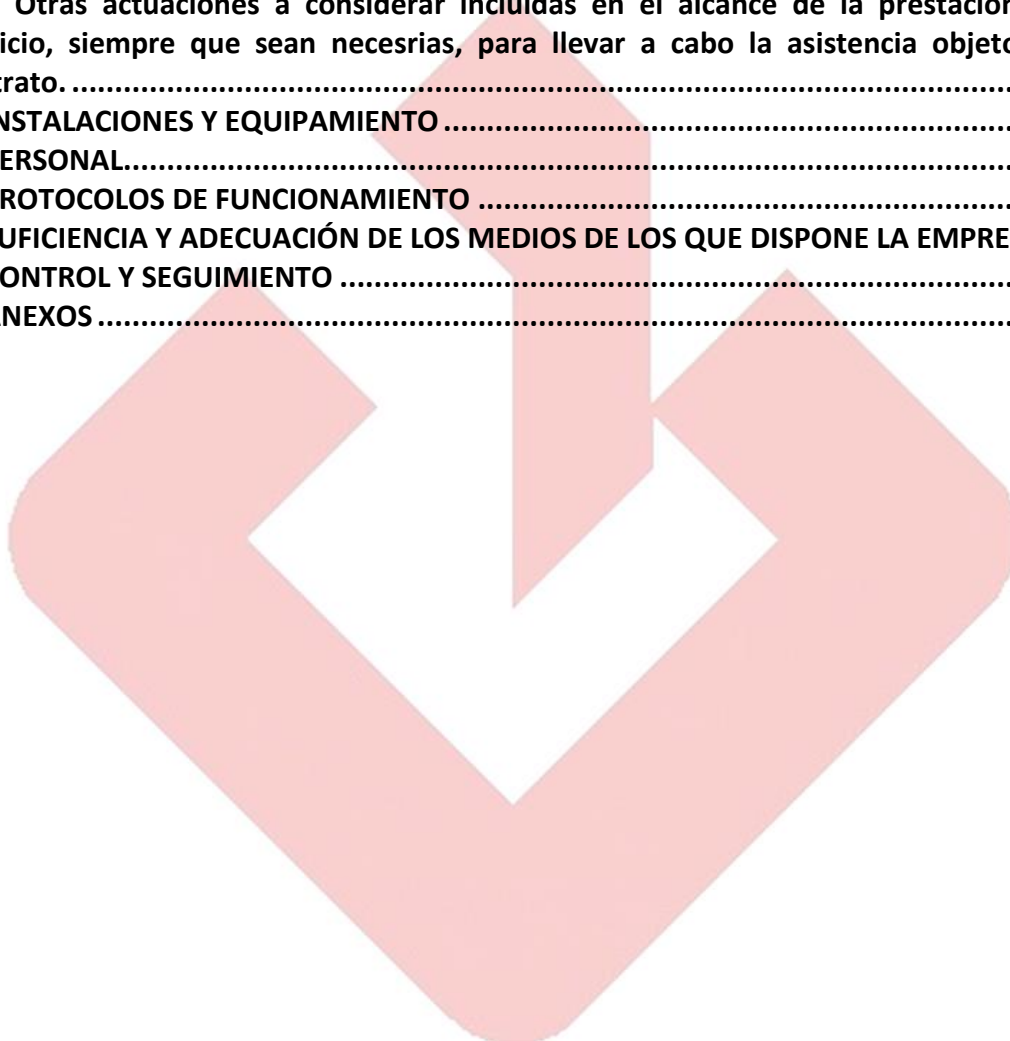 Otras actuaciones a considerar incluidas en el alcance de la prestación
icio, siempre que sean necesrias, para llevar a cabo la asistencia objeto
trato. ................................................................................
NSTALACIONES Y EQUIPAMIENTO ................................................................................
ERSONAL................................................................................
ROTOCOLOS DE FUNCIONAMIENTO ................................................................................
UFICIENCIA Y ADECUACIÓN DE LOS MEDIOS DE LOS QUE DISPONE LA EMPRE
ONTROL Y SEGUIMIENTO ................................................................................
NEXOS ................................................................................